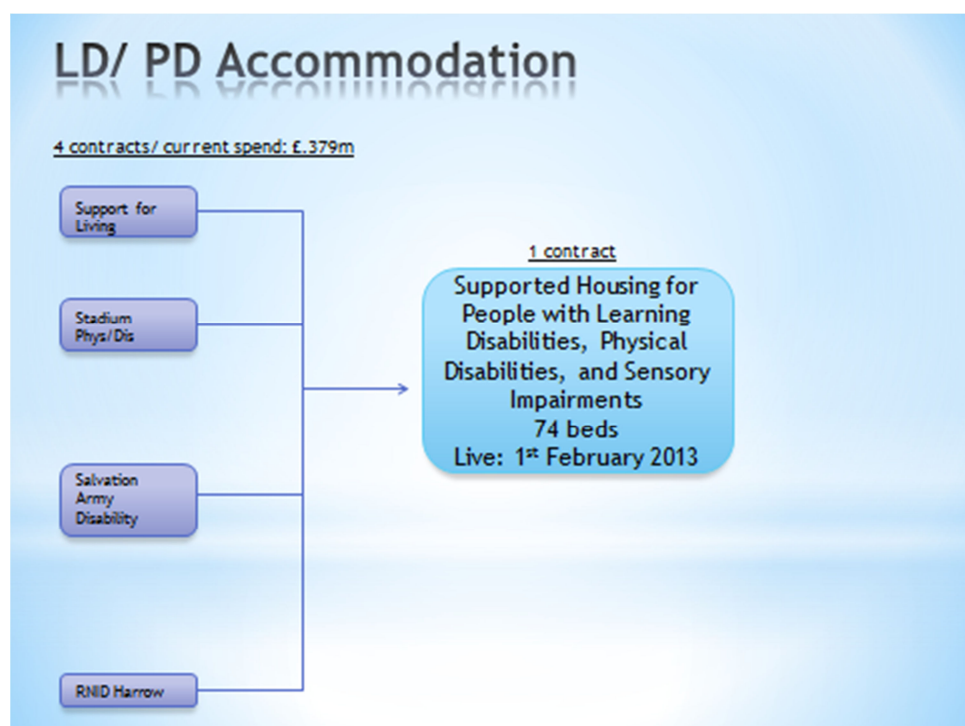 LD/ PD Accommodation
4 contracts/ current spend: £.379m
Support for
Living
Stadium
Phys/Dis
Salvation
Army
Disability
RNID Harrow
1 contract
Supported Housing for
People with Learning
Disabilities, Physical
Disabilities, and Sensory
Impairments
74 beds
Live: 1st February 2013